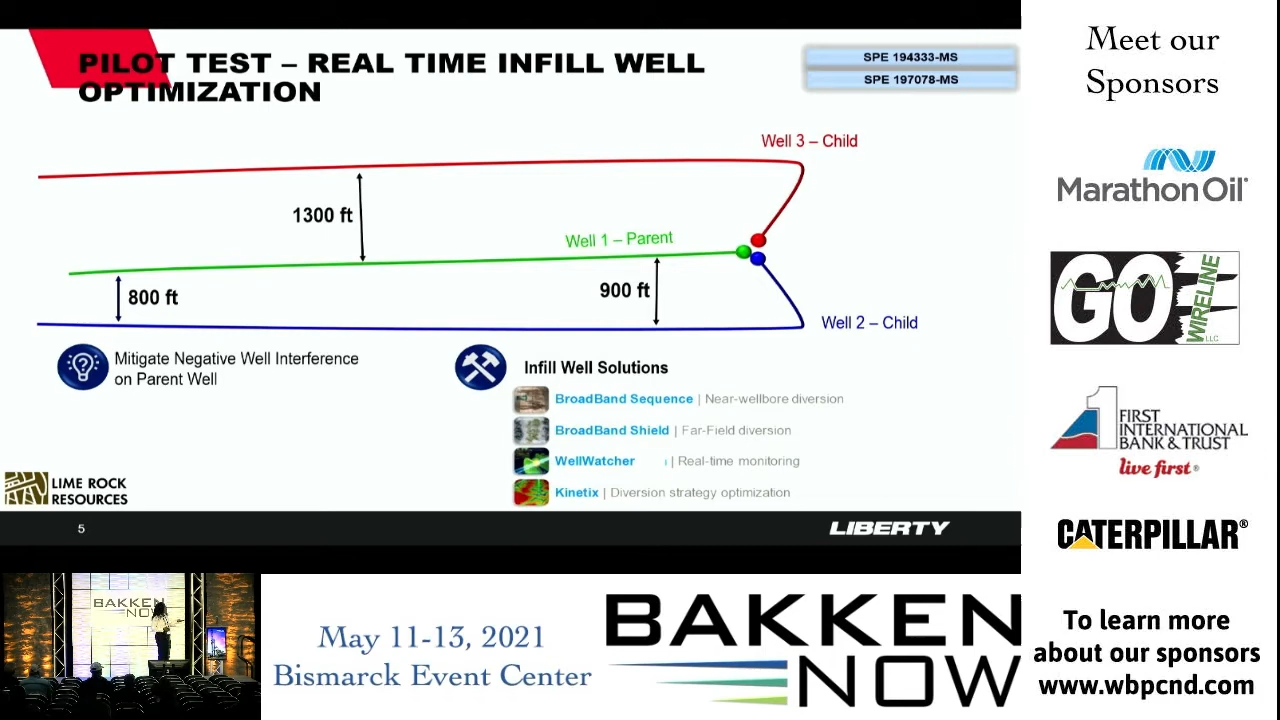 PILOT TEST – REAL TIME INFILL WELL
OPTIMIZATION
SPE 194333-MS
SPE 197078-MS
Well 3 – Child
1300 ft
Well 1 – Parent
800 ft
900 ft
Well 2 – Child
Mitigate Negative Well Interference
on Parent Well
Infill Well Solutions
BroadBand Sequence | Near-wellbore diversion
BroadBand Shield | Far-Field diversion
WellWatcher | Real-time monitoring
Kinetix | Diversion strategy optimization
LIME ROCK
RESOURCES
5
LIBERTY
Meet our
Sponsors
Marathon Oil
GO
WIRELINE
LLC
1
FIRST
INTERNATIONAL
BANK & TRUST
live first®
CATERPILLAR®
To learn more
about our sponsors
www.wbpcnd.com
BAKKEN
NOW
May 11-13, 2021
Bismarck Event Center
BAKKEN
NOW